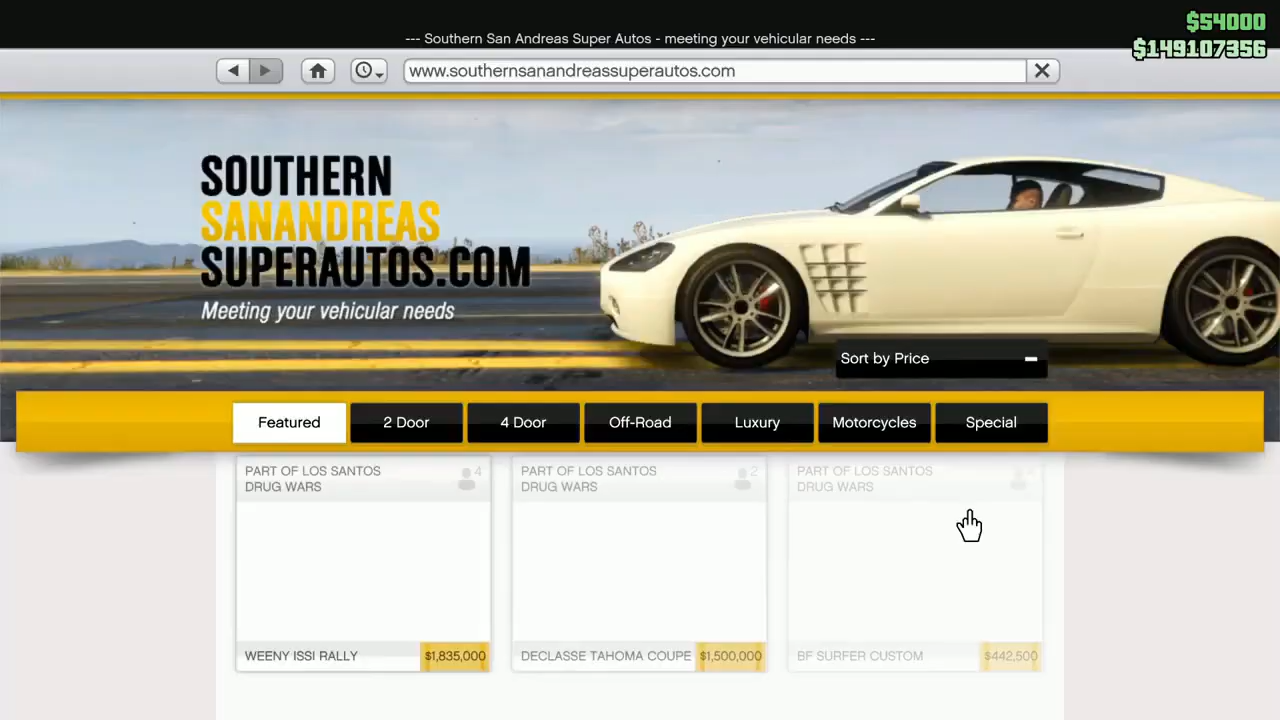 $54000
--- Southern San Andreas Super Autos - meeting your vehicular needs ---
$149107356
www.southernsanandreassuperautos.com
SOUTHERN
SANANDREAS
SUPERAUTOS.COM
Meeting your vehicular needs
Sort by Price
Featured
2 Door
4 Door
Off-Road
Luxury
Motorcycles
Special
PART OF LOS SANTOS
DRUG WARS
4
PART OF LOS SANTOS
DRUG WARS
2
PART OF LOS SANTOS
DRUG WARS
WEENY ISSI RALLY
$1,835,000
DECLASSE TAHOMA COUPE
$1,500,000
BF SURFER CUSTOM
$442,500